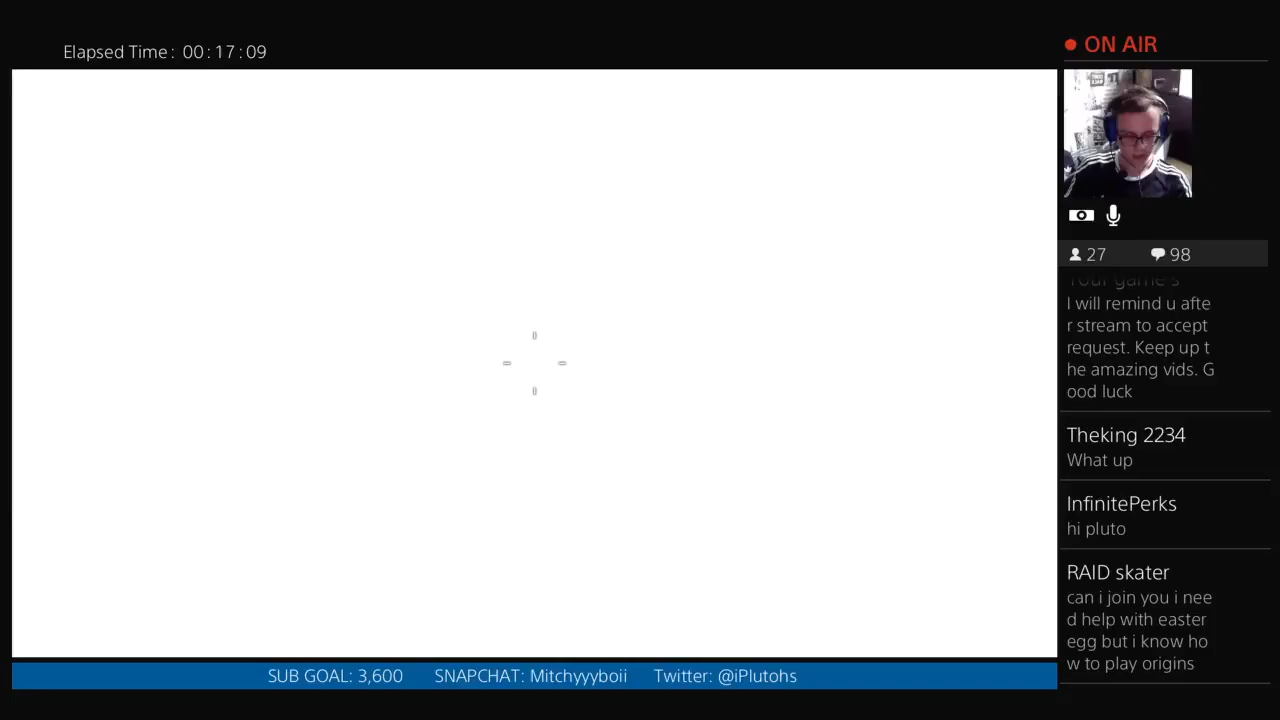 Elapsed Time: 00:17:09
ON AIR
27 98
Your game's
I will remind u afte
r stream to accept
request. Keep up t
he amazing vids. G
ood luck
Theking 2234
What up
InfinitePerks
hi pluto
RAID skater
can i join you i nee
d help with easter
egg but i know ho
w to play origins
SUB GOAL: 3,600 SNAPCHAT: Mitchyyyboii Twitter: @iPlutohs